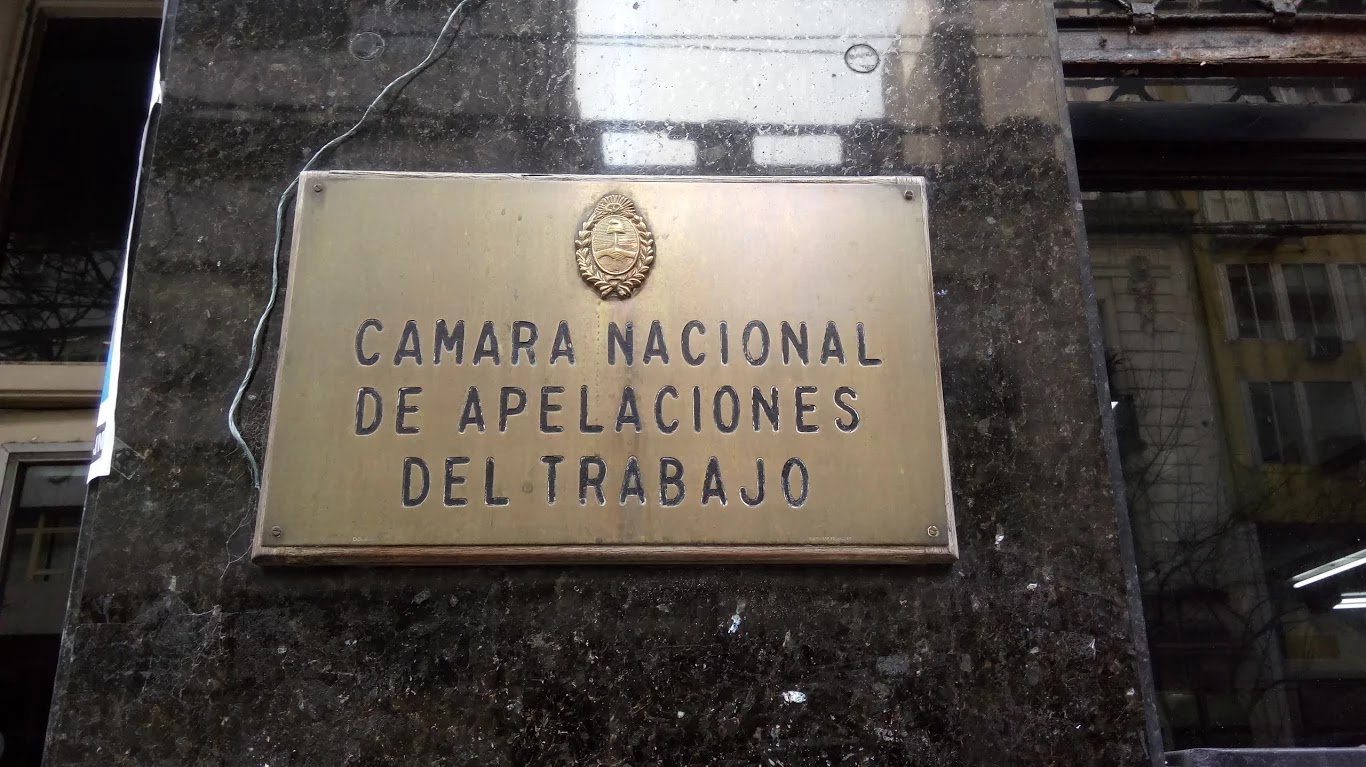 CAMARA NACIONAL
DE APELACIONES
DEL TRABAJO